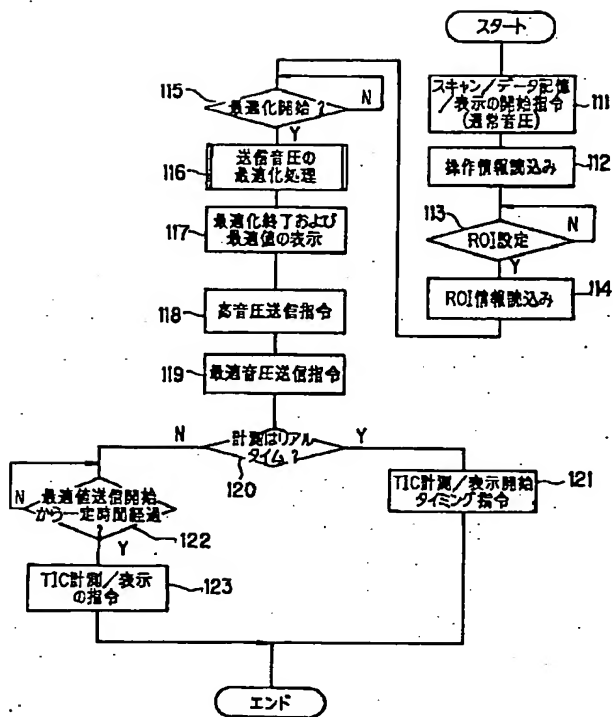 スタート
スキャン/データ記憶
/表示の開始指令
(通常音圧)
111
操作情報読込み
112
113
ROI設定
N
Y
ROI情報読込み
114
115
最適化開始?
N
Y
116
送信音圧の
最適化処理
117
最適化終了および
最適値の表示
118
高音圧送信指令
119
最適音圧送信指令
N
計測はリアル
タイム?
Y
120
TIC計測/表示開始
タイミング指令
121
N
最適値送信開始
から一定時間経過
122
Y
TIC計測/表示
の指令
123
エンド